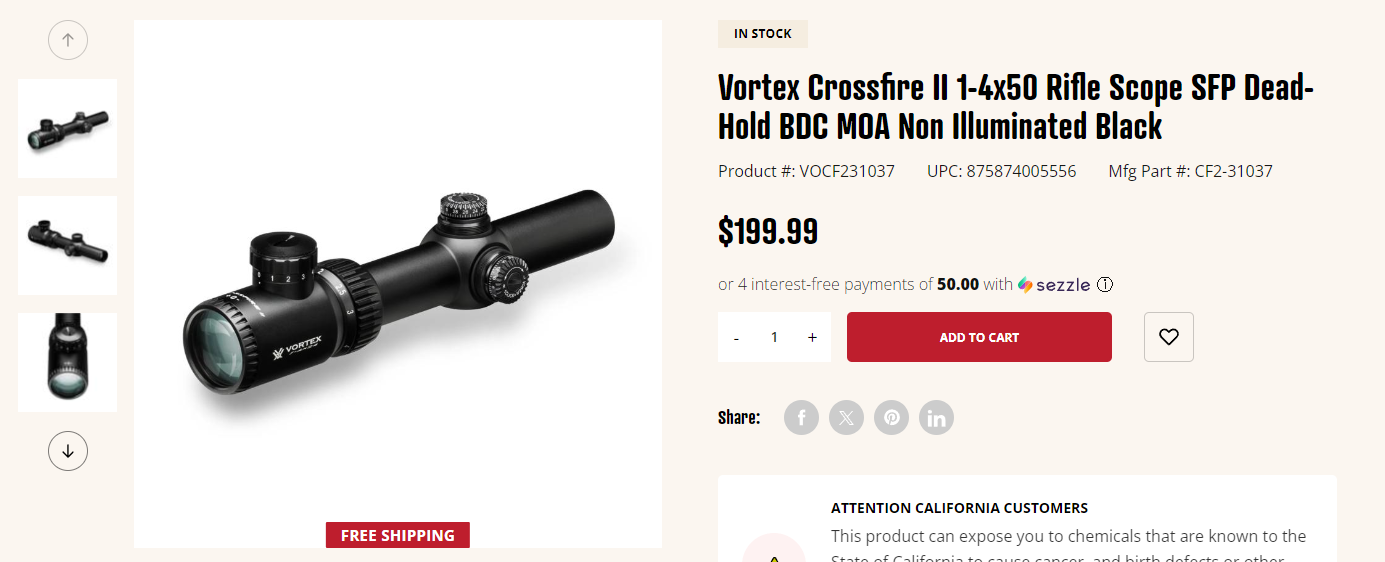 IN STOCK
Vortex Crossfire II 1-4x50 Rifle Scope SFP Dead-
Hold BDC MOA Non Illuminated Black
Product #: VOCF231037 UPC: 875874005556 Mfg Part #: CF2-31037
$199.99
or 4 interest-free payments of 50.00 with sezzle
- 1 + ADD TO CART
Share:
VORTEX
FREE SHIPPING
ATTENTION CALIFORNIA CUSTOMERS
This product can expose you to chemicals that are known to the
State of California to cause cancer, and birth defects or other